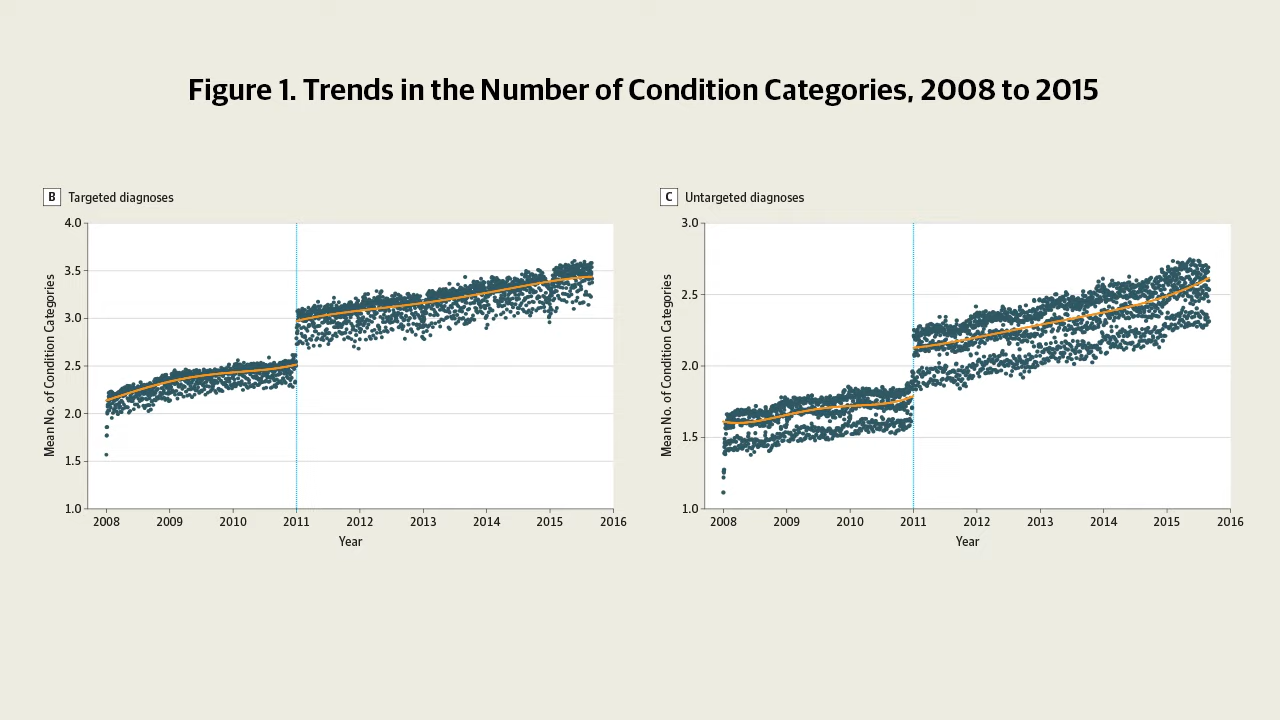 Figure 1. Trends in the Number of Condition Categories, 2008 to 2015
B Targeted diagnoses
4.0
3.5
3.0
2.5
2.0
1.5
1.0
Mean No. of Condition Categories
2008 2009 2010 2011 2012 2013 2014 2015 2016
Year
C Untargeted diagnoses
3.0
2.5
2.0
1.5
1.0
Mean No. of Condition Categories
2008 2009 2010 2011 2012 2013 2014 2015 2016
Year